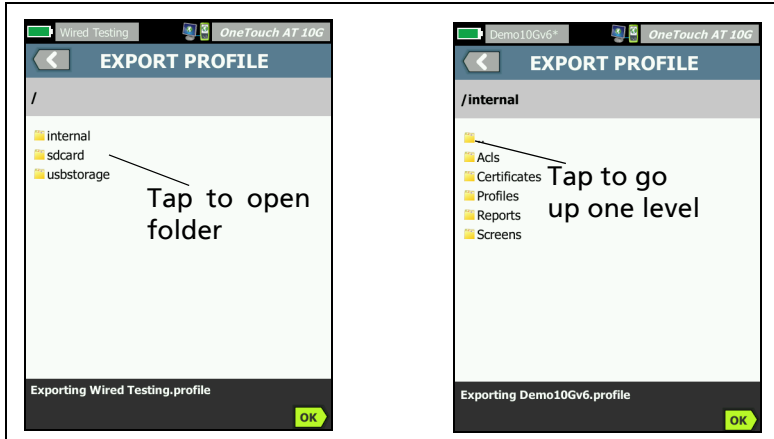 Wired Testing
OneTouch AT 10G
EXPORT PROFILE
/
internal
sdcard
usbstorage
Tap to open
folder
Exporting Wired Testing.profile
OK
Demo10Gv6*
OneTouch AT 10G
EXPORT PROFILE
/internal
..
Acls
Certificates
Profiles
Reports
Screens
Tap to go
up one level
Exporting Demo10Gv6.profile
OK